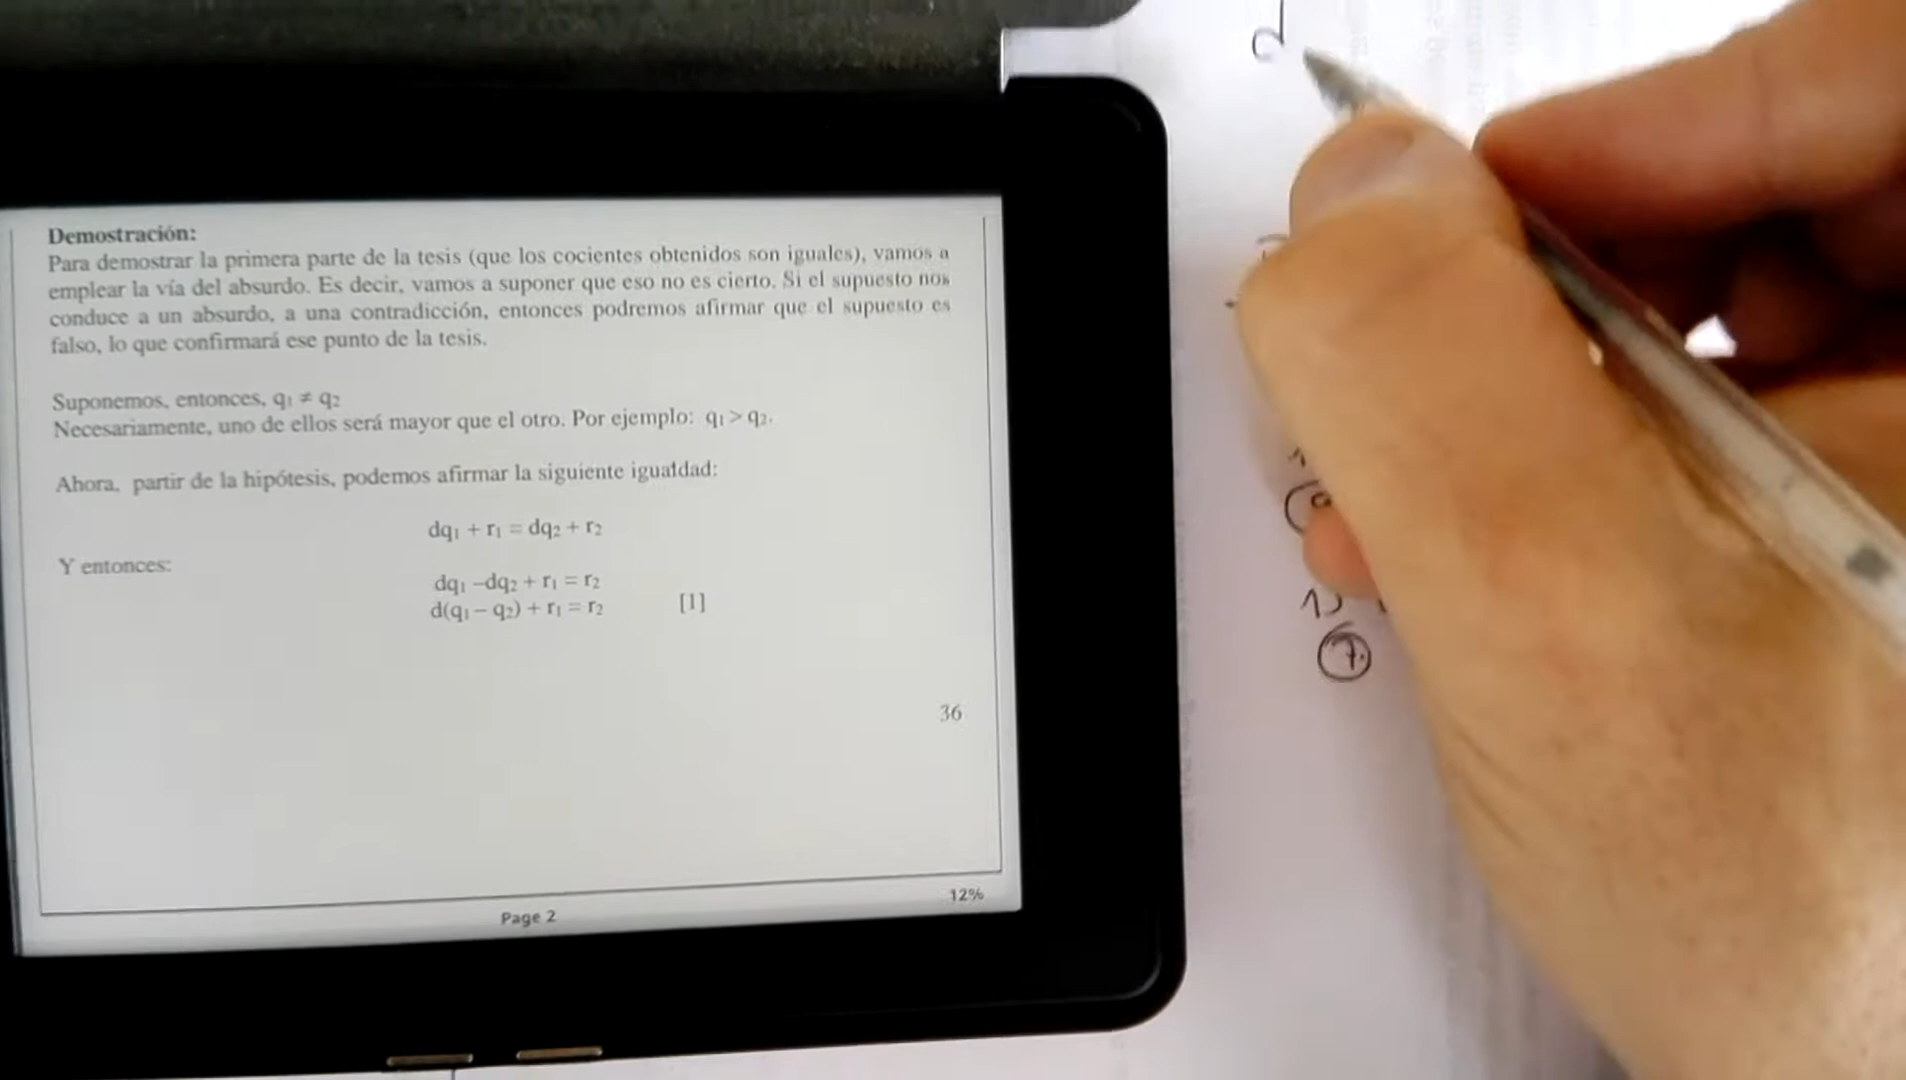 Demostración:
Para demostrar la primera parte de la tesis (que los cocientes obtenidos son iguales), vamos a
emplear la vía del absurdo. Es decir, vamos a suponer que eso no es cierto. Si el supuesto nos
conduce a un absurdo, a una contradicción, entonces podremos afirmar que el supuesto es
falso, lo que confirmará ese punto de la tesis.
Suponemos, entonces, q₁ ≠ q₂
Necesariamente, uno de ellos será mayor que el otro. Por ejemplo: q₁ > q₂.
Ahora, partir de la hipótesis, podemos afirmar la siguiente igualdad:
dq₁ + r₁ = dq₂ + r₂
Y entonces:
dq₁ –dq₂ + r₁ = r₂
d(q₁ – q₂) + r₁ = r₂ [1]
36
12%
Page 2
2
7